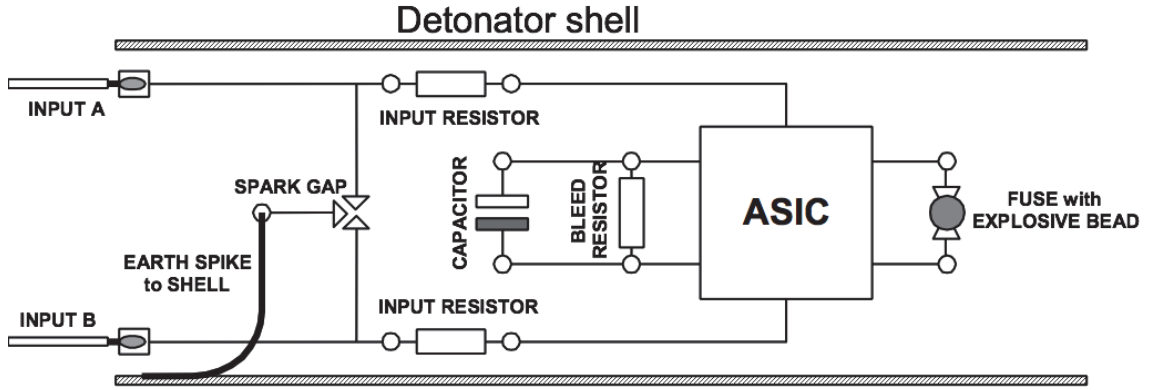 Detonator shell
INPUT A
INPUT RESISTOR
SPARK GAP
CAPACITOR
BLEED
RESISTOR
ASIC
FUSE with
EXPLOSIVE BEAD
EARTH SPIKE
to SHELL
INPUT B
INPUT RESISTOR